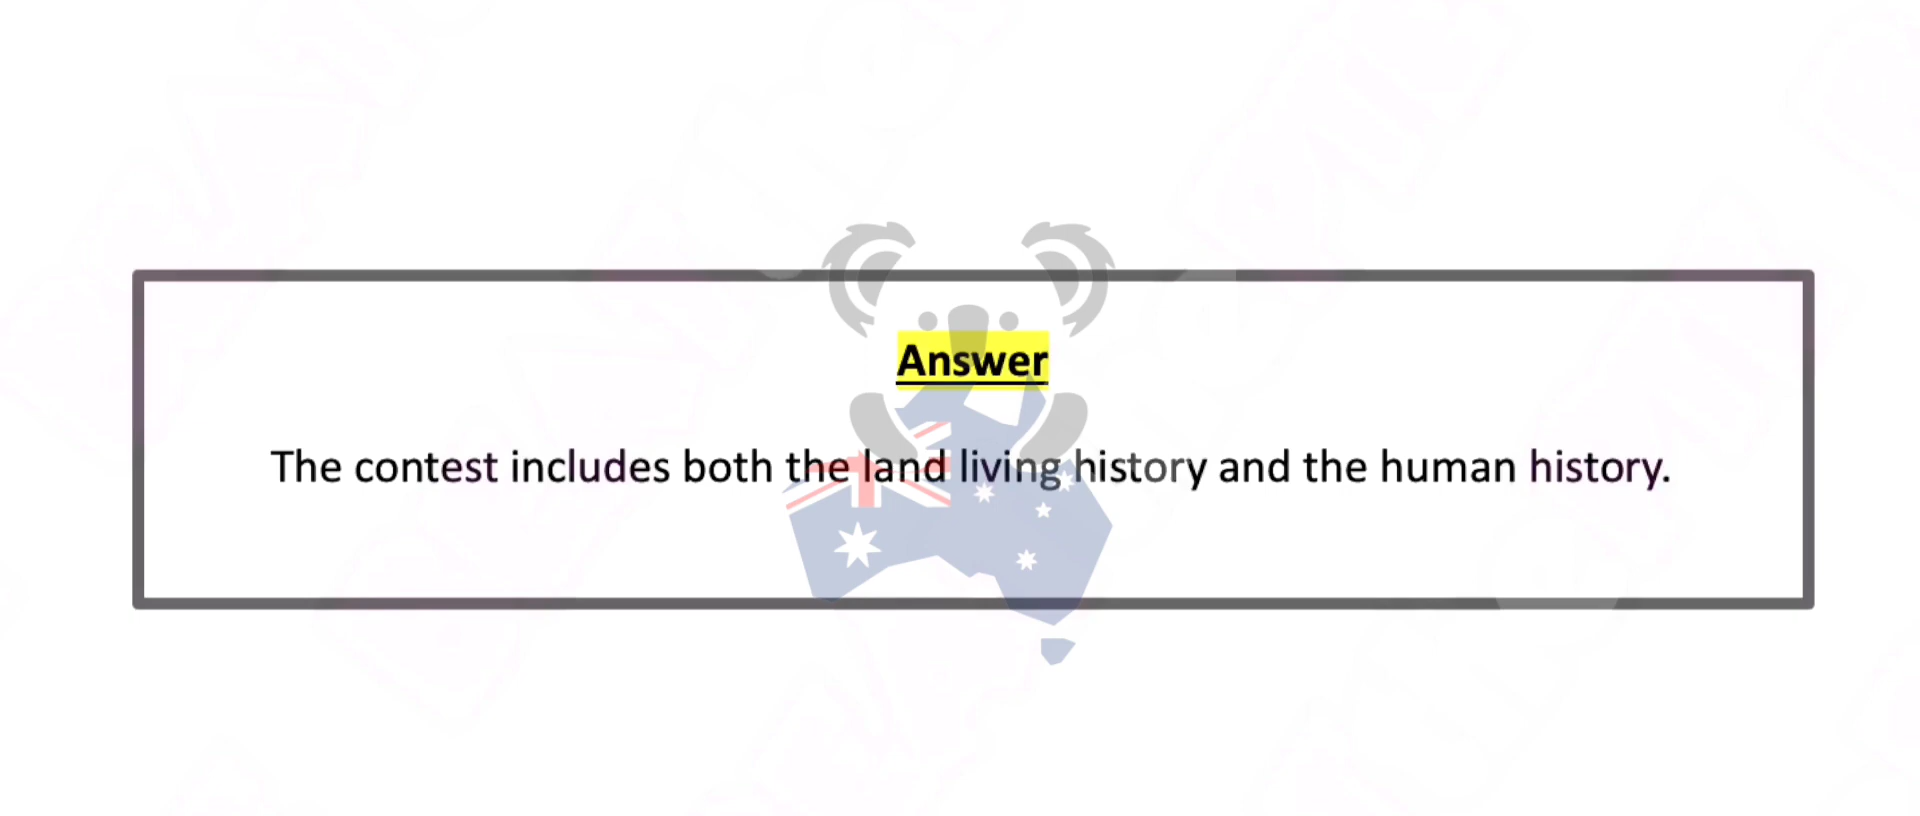 Answer
The contest includes both the land living history and the human history.